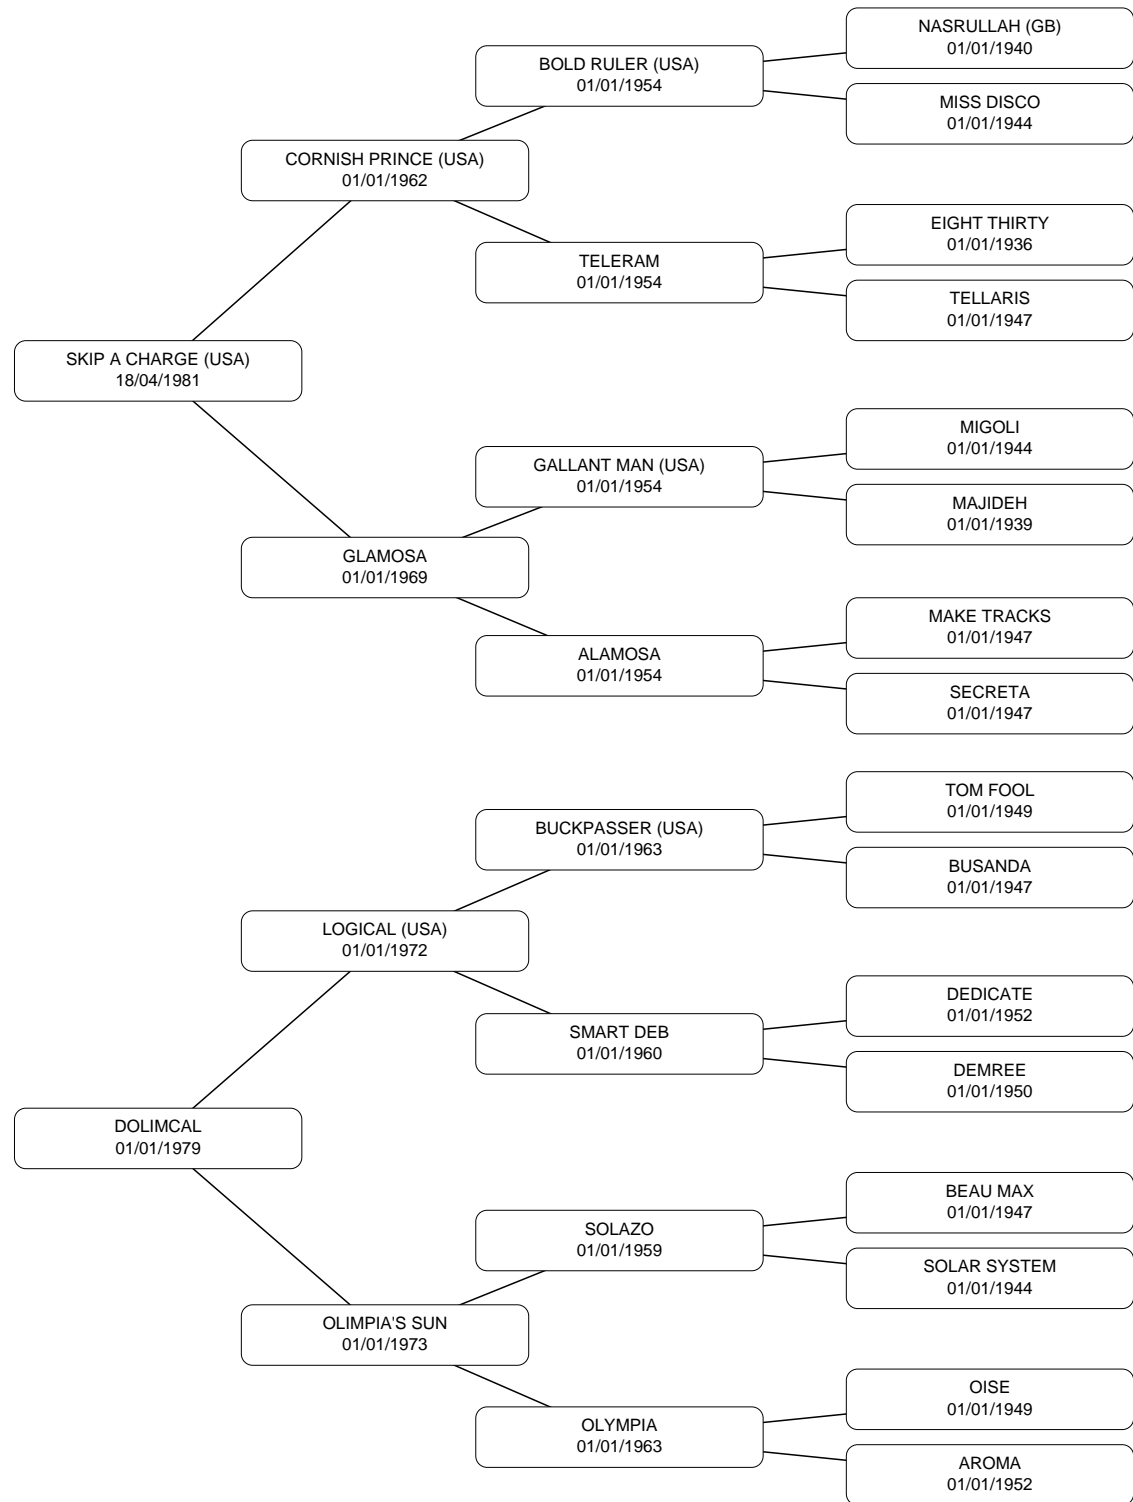 NASRULLAH (GB)
01/01/1940
BOLD RULER (USA)
01/01/1954
MISS DISCO
01/01/1944
CORNISH PRINCE (USA)
01/01/1962
EIGHT THIRTY
01/01/1936
TELERAM
01/01/1954
TELLARIS
01/01/1947
SKIP A CHARGE (USA)
18/04/1981
MIGOLI
01/01/1944
GALLANT MAN (USA)
01/01/1954
MAJIDEH
01/01/1939
GLAMOSA
01/01/1969
MAKE TRACKS
01/01/1947
ALAMOSA
01/01/1954
SECRETA
01/01/1947
TOM FOOL
01/01/1949
BUCKPASSER (USA)
01/01/1963
BUSANDA
01/01/1947
LOGICAL (USA)
01/01/1972
DEDICATE
01/01/1952
SMART DEB
01/01/1960
DEMREE
01/01/1950
DOLIMCAL
01/01/1979
BEAU MAX
01/01/1947
SOLAZO
01/01/1959
SOLAR SYSTEM
01/01/1944
OLIMPIA'S SUN
01/01/1973
OISE
01/01/1949
OLYMPIA
01/01/1963
AROMA
01/01/1952